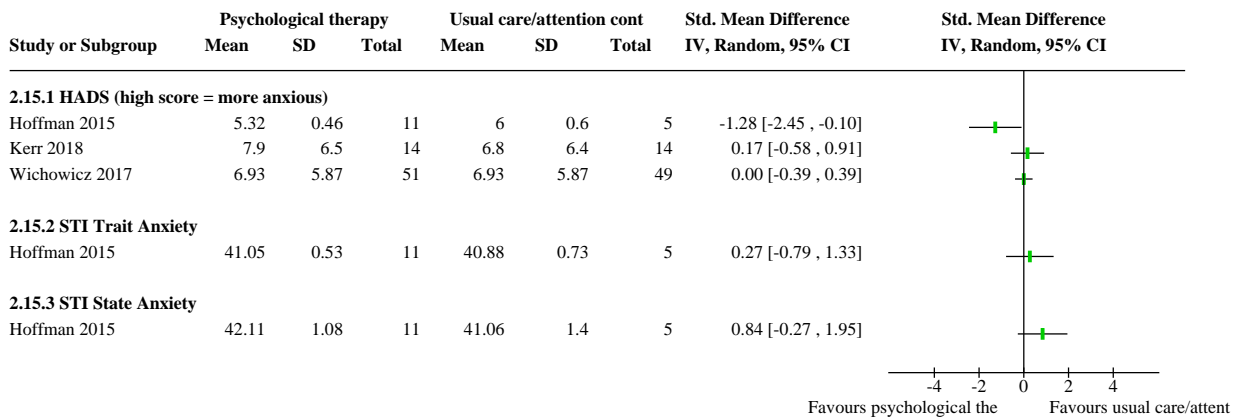 Psychological therapy Usual care/attention cont Std. Mean Difference Std. Mean Difference
Study or Subgroup Mean SD Total Mean SD Total IV, Random, 95% CI IV, Random, 95% CI
2.15.1 HADS (high score = more anxious)
Hoffman 2015 5.32 0.46 11 6 0.6 5 -1.28 [-2.45 , -0.10]
Kerr 2018 7.9 6.5 14 6.8 6.4 14 0.17 [-0.58 , 0.91]
Wichowicz 2017 6.93 5.87 51 6.93 5.87 49 0.00 [-0.39 , 0.39]
2.15.2 STI Trait Anxiety
Hoffman 2015 41.05 0.53 11 40.88 0.73 5 0.27 [-0.79 , 1.33]
2.15.3 STI State Anxiety
Hoffman 2015 42.11 1.08 11 41.06 1.4 5 0.84 [-0.27 , 1.95]
-4 -2 0 2 4
Favours psychological the Favours usual care/attent